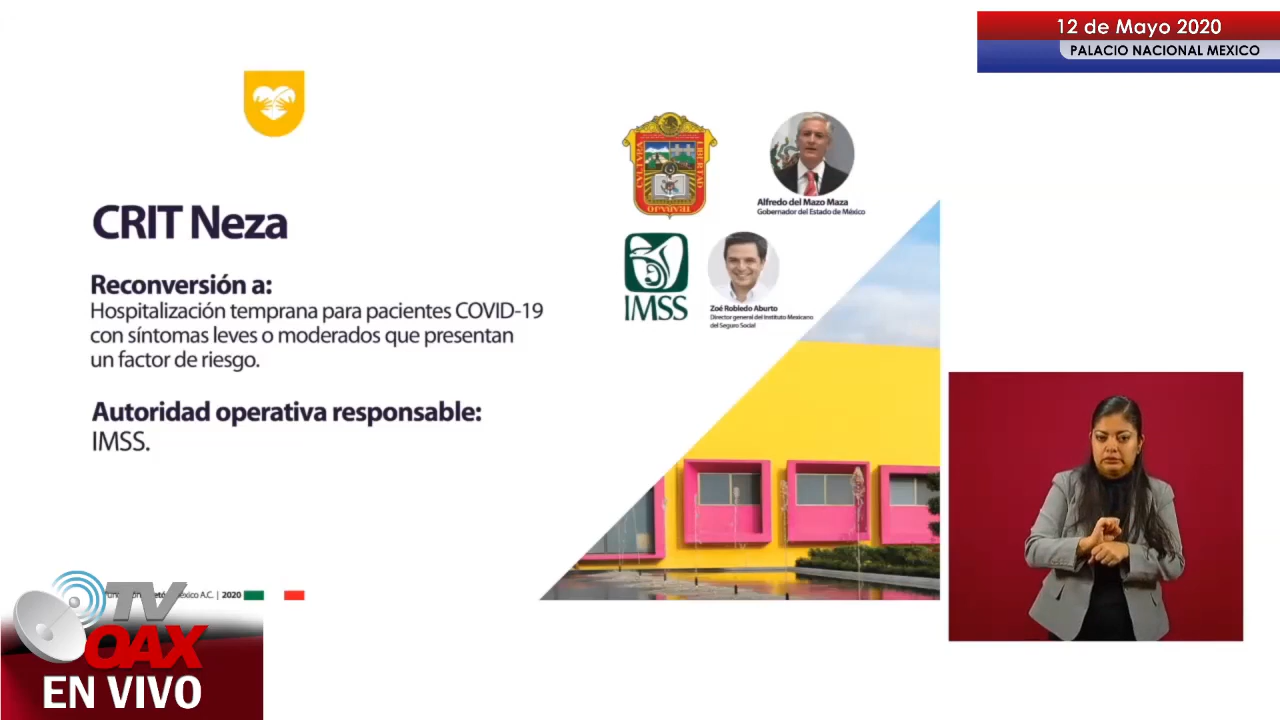 12 de Mayo 2020
PALACIO NACIONAL MEXICO
CVLTVRA
LIBERTAD
Alfredo del Mazo Maza
Gobernador del Estado de México
CRIT Neza
IMSS
Zoé Robledo Aburto
Director general del Instituto Mexicano
del Seguro Social
Reconversión a:
Hospitalización temprana para pacientes COVID-19
con síntomas leves o moderados que presentan
un factor de riesgo.
Autoridad operativa responsable:
IMSS.
México A.C. | 2020
TV
OAX
EN VIVO